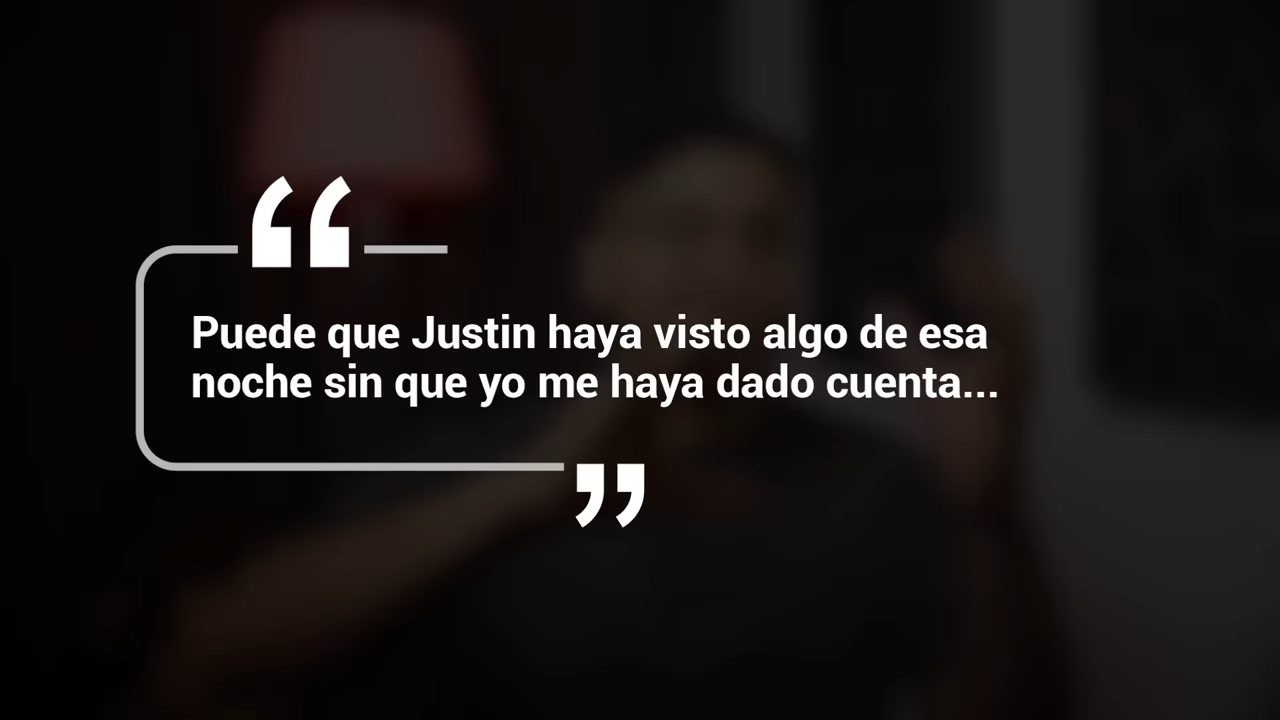 “
Puede que Justin haya visto algo de esa
noche sin que yo me haya dado cuenta...
”